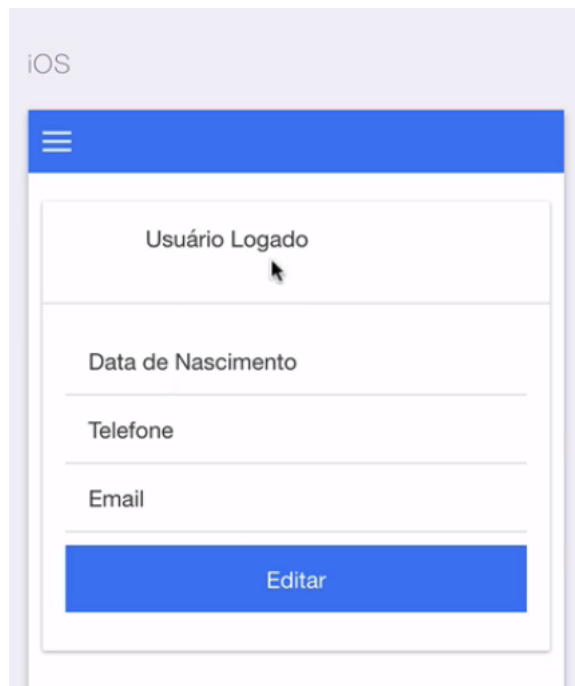 iOS
Usuário Logado
Data de Nascimento
Telefone
Email
Editar